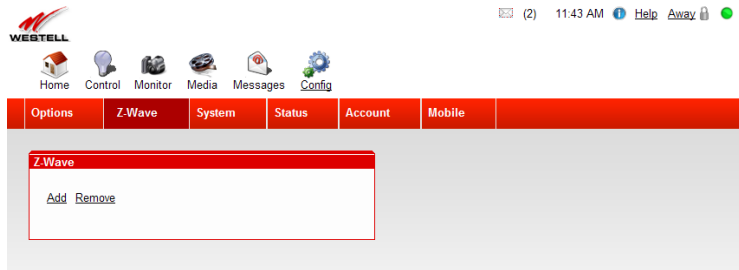 WESTELL
(2) 11:43 AM Help Away
Home Control Monitor Media Messages Config
Options Z-Wave System Status Account Mobile
Z-Wave
Add Remove